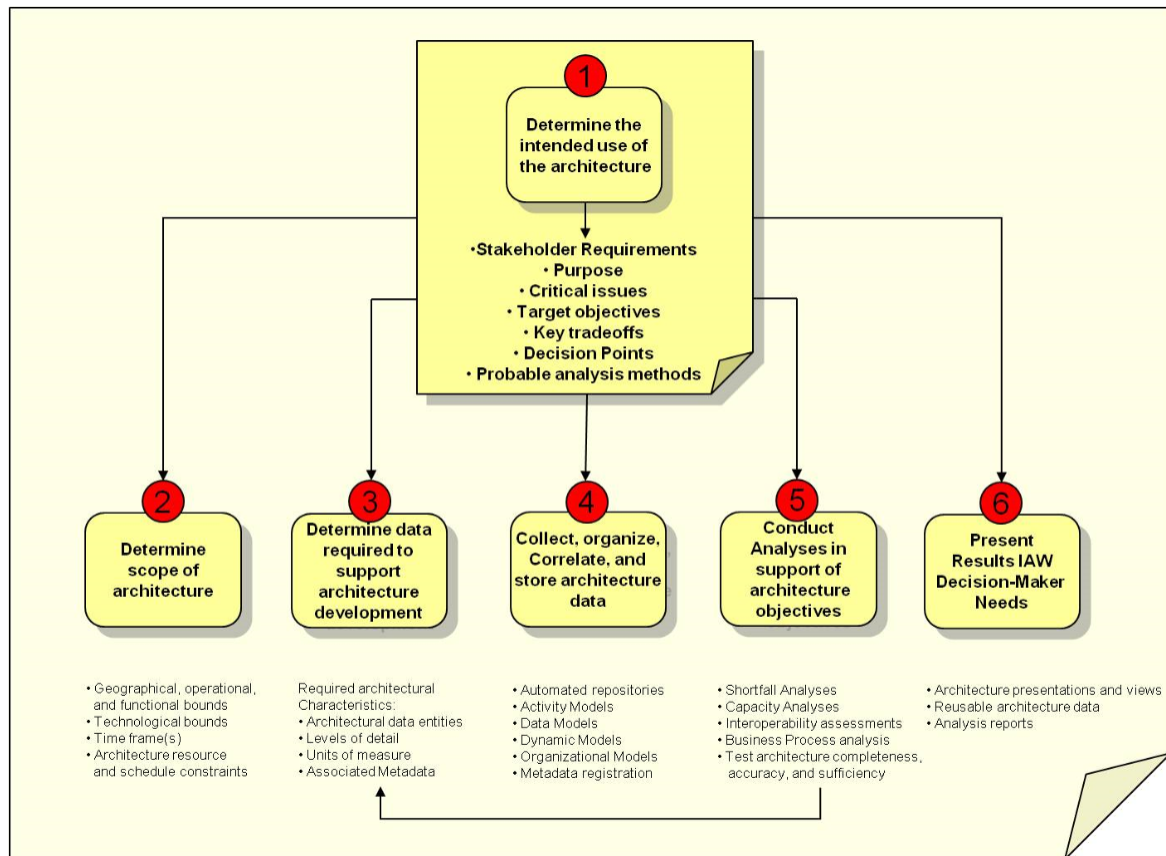 1
Determine the
intended use of
the architecture
•Stakeholder Requirements
• Purpose
• Critical issues
• Target objectives
• Key tradeoffs
• Decision Points
• Probable analysis methods
2
Determine
scope of
architecture
• Geographical, operational,
and functional bounds
• Technological bounds
• Time frame(s)
• Architecture resource
and schedule constraints
3
Determine data
required to
support
architecture
development
Required architectural
Characteristics:
• Architectural data entities
• Levels of detail
• Units of measure
• Associated Metadata
4
Collect, organize,
Correlate, and
store architecture
data
• Automated repositories
• Activity Models
• Data Models
• Dynamic Models
• Organizational Models
• Metadata registration
5
Conduct
Analyses in
support of
architecture
objectives
• Shortfall Analyses
• Capacity Analyses
• Interoperability assessments
• Business Process analysis
• Test architecture completeness,
accuracy, and sufficiency
6
Present
Results IAW
Decision-Maker
Needs
• Architecture presentations and views
• Reusable architecture data
• Analysis reports